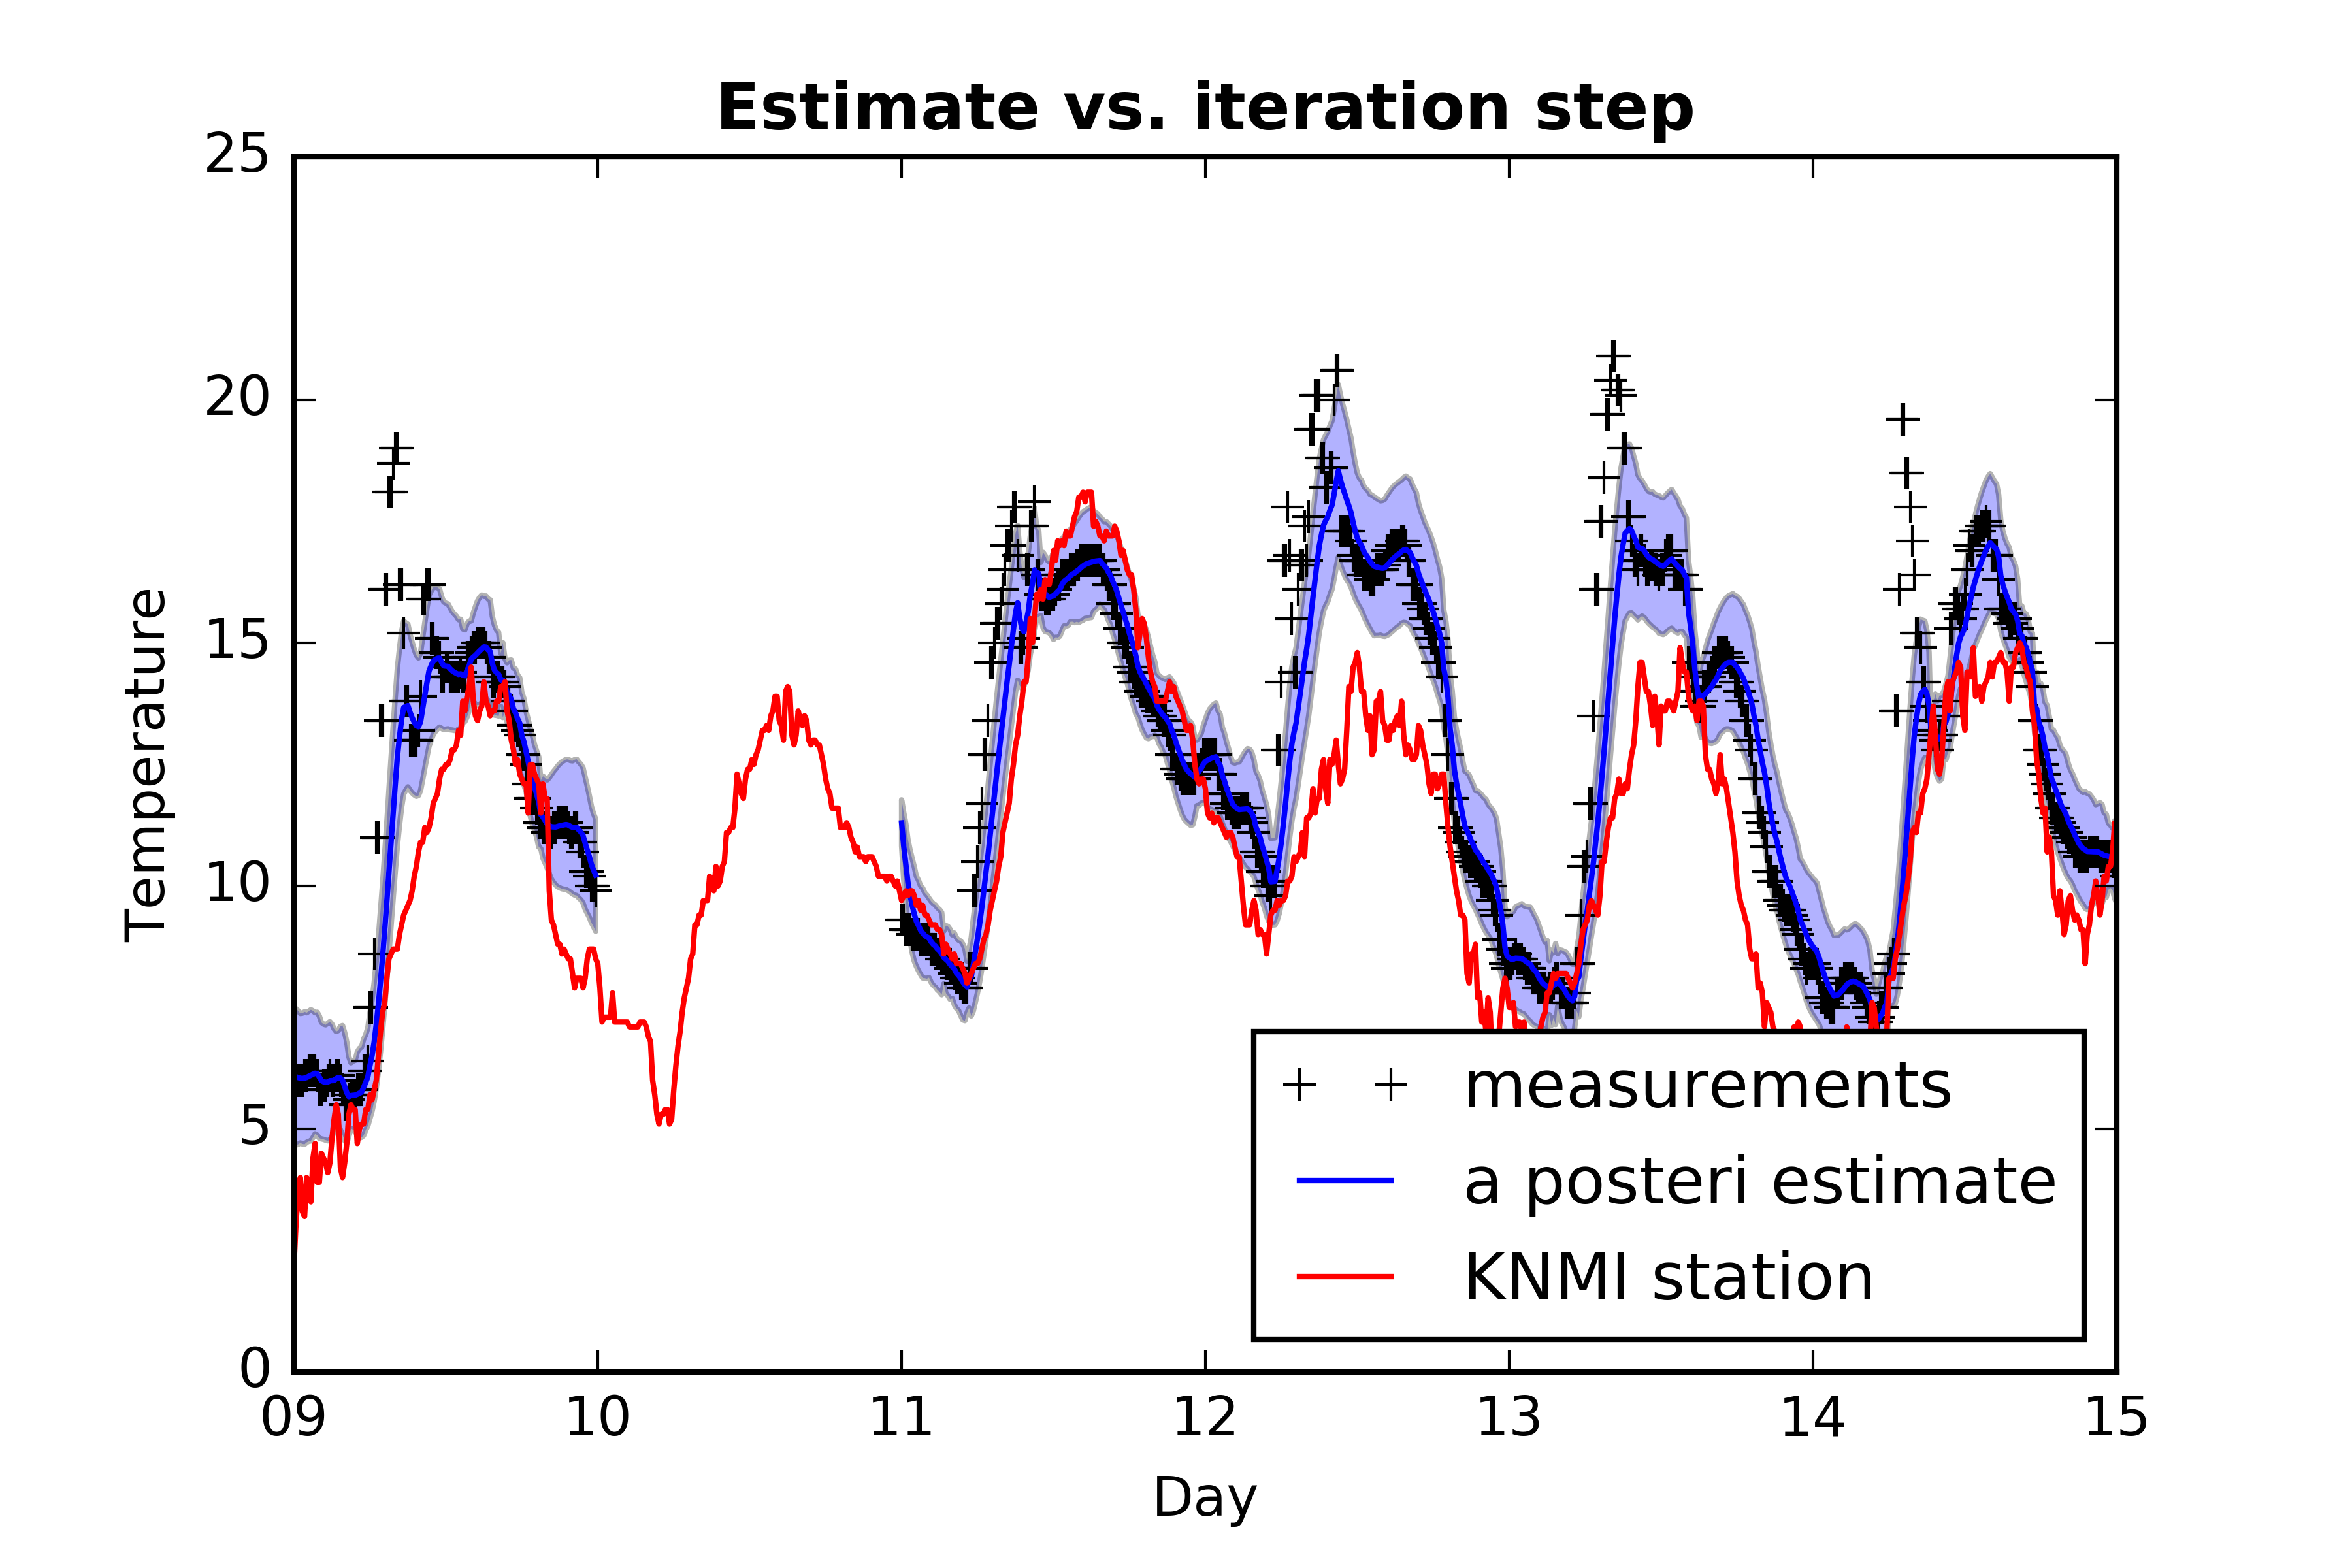 Estimate vs. iteration step
25
20
15
10
5
0
Temperature
measurements
a posteri estimate
KNMI station
09 10 11 12 13 14 15
Day